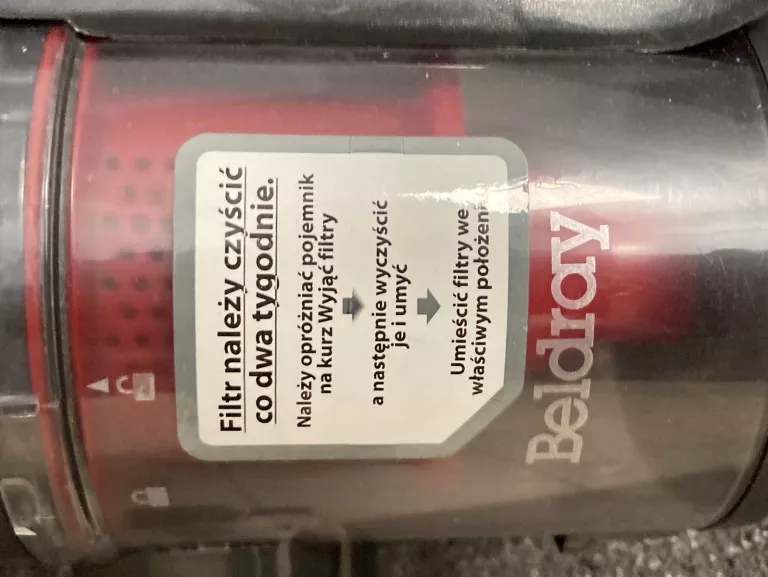 Filtr należy czyścić
co dwa tygodnie.
Należy opróżniać pojemnik
na kurz Wyjąć filtry
a następnie wyczyścić
je i umyć
Umieścić filtry we
właściwym położeni
Beldray